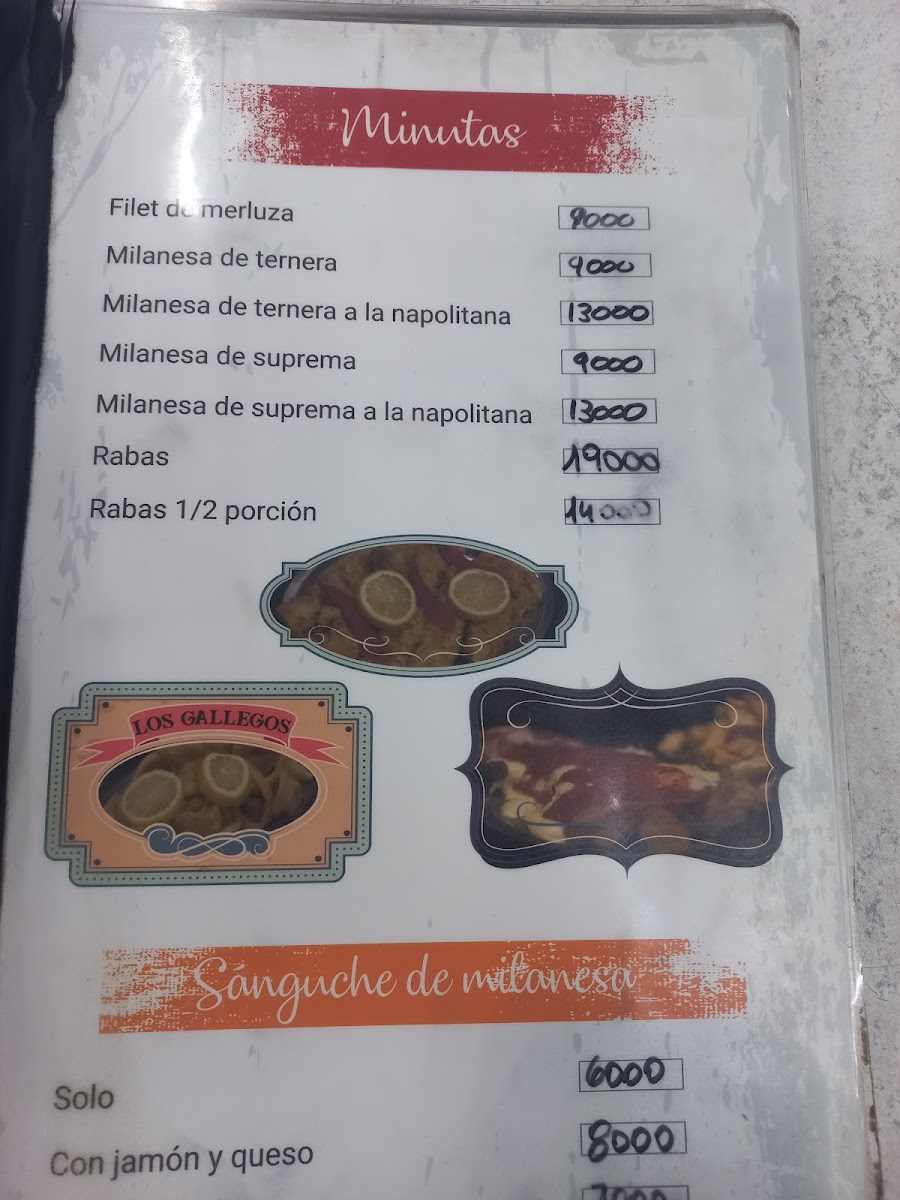 Minutas
Filet de merluza 9000
Milanesa de ternera 9000
Milanesa de ternera a la napolitana 13000
Milanesa de suprema 9000
Milanesa de suprema a la napolitana 13000
Rabas 19000
Rabas 1/2 porción 14000
LOS GALLEGOS
Sánguche de milanesa
Solo 6000
Con jamón y queso 8000